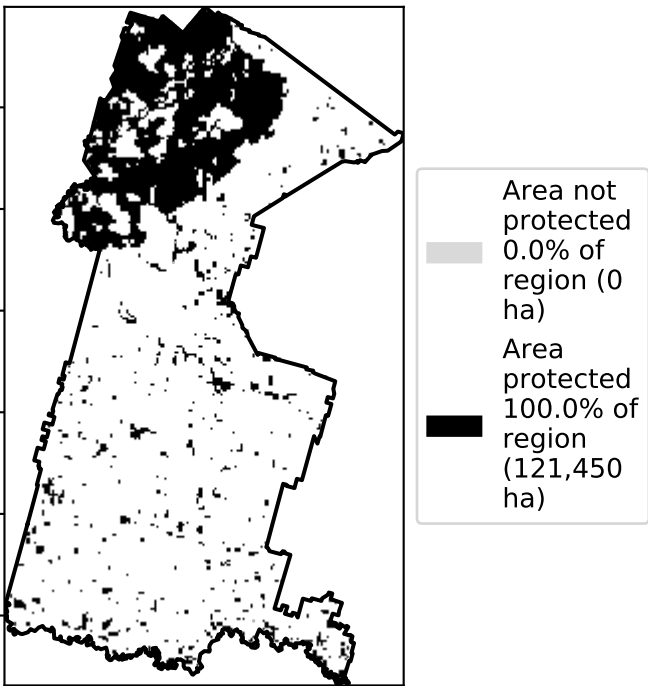 Area not
protected
0.0% of
region (0
ha)
Area
protected
100.0% of
region
(121,450
ha)